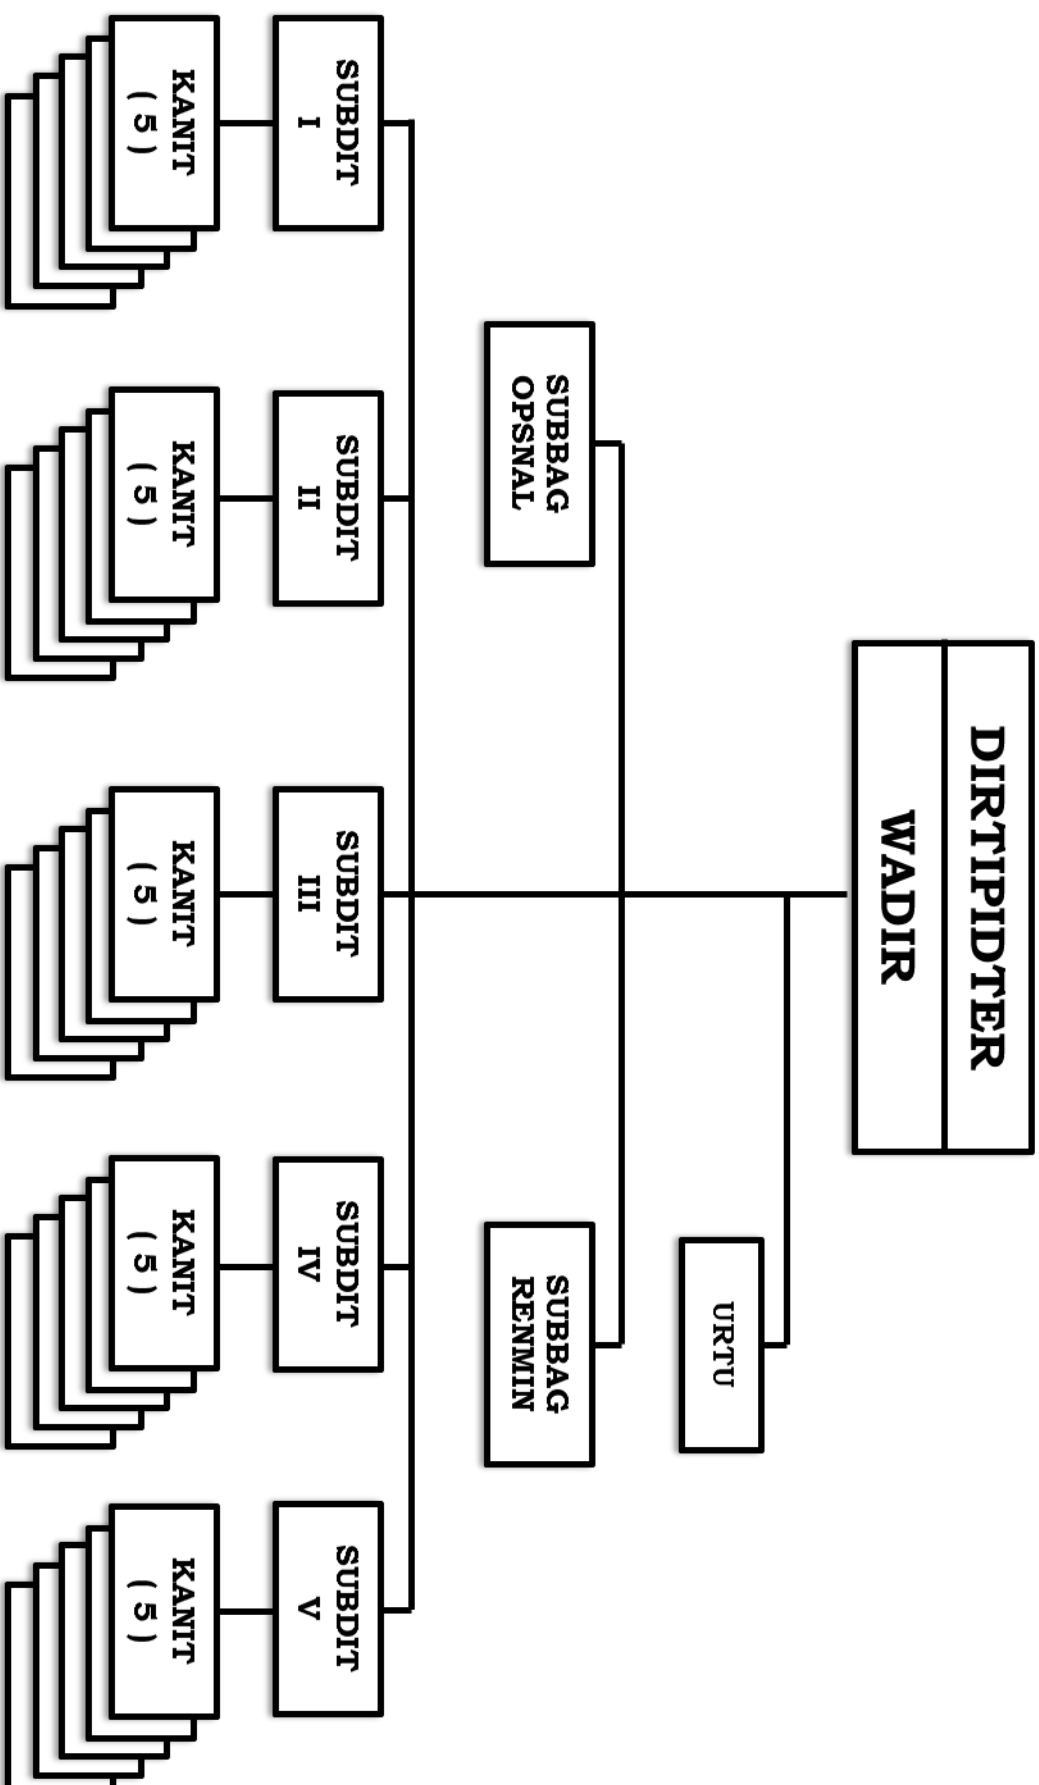 DIRTIPIDTER
WADIR
URTU
SUBBAG
OPSNAL
SUBBAG
RENMIN
SUBDIT
I
SUBDIT
II
SUBDIT
III
SUBDIT
IV
SUBDIT
V
KANIT
( 5 )
KANIT
( 5 )
KANIT
( 5 )
KANIT
( 5 )
KANIT
( 5 )